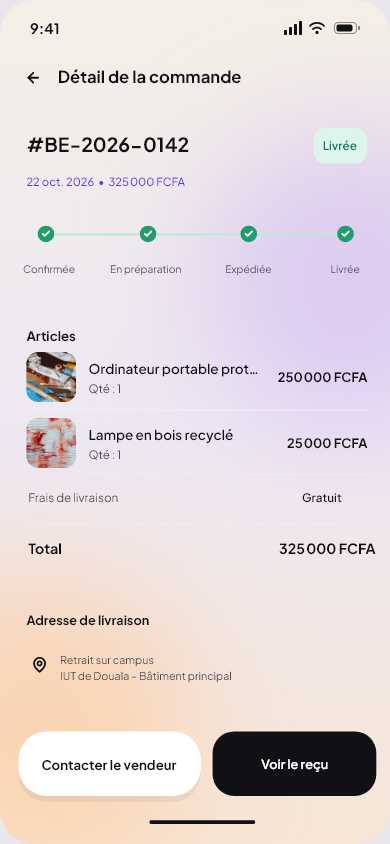 9:41
Détail de la commande
#BE-2026-0142
Livrée
22 oct. 2026 • 325 000 FCFA
Confirmée
En préparation
Expédiée
Livrée
Articles
Ordinateur portable prot...
250 000 FCFA
Qté : 1
Lampe en bois recyclé
25 000 FCFA
Qté : 1
Frais de livraison
Gratuit
Total
325 000 FCFA
Adresse de livraison
Retrait sur campus
IUT de Douala – Bâtiment principal
Contacter le vendeur
Voir le reçu